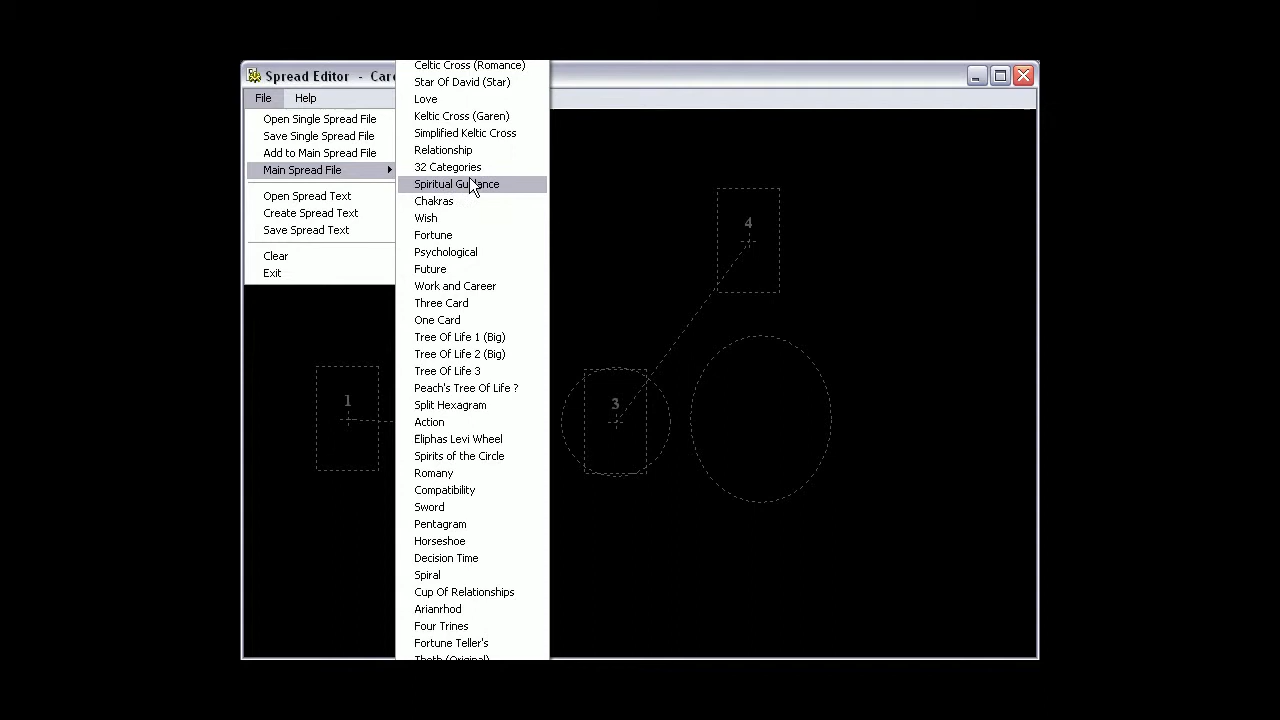 Spread Editor - Car
File Help
Open Single Spread File
Save Single Spread File
Add to Main Spread File
Main Spread File
Open Spread Text
Create Spread Text
Save Spread Text
Clear
Exit
Celtic Cross (Romance)
Star Of David (Star)
Love
Keltic Cross (Garen)
Simplified Keltic Cross
Relationship
32 Categories
Spiritual Guidance
Chakras
Wish
Fortune
Psychological
Future
Work and Career
Three Card
One Card
Tree Of Life 1 (Big)
Tree Of Life 2 (Big)
Tree Of Life 3
Peach's Tree Of Life ?
Split Hexagram
Action
Eliphas Levi Wheel
Spirits of the Circle
Romany
Compatibility
Sword
Pentagram
Horseshoe
Decision Time
Spiral
Cup Of Relationships
Arianrhod
Four Trines
Fortune Teller's
Thoth (Original)
4
1
3